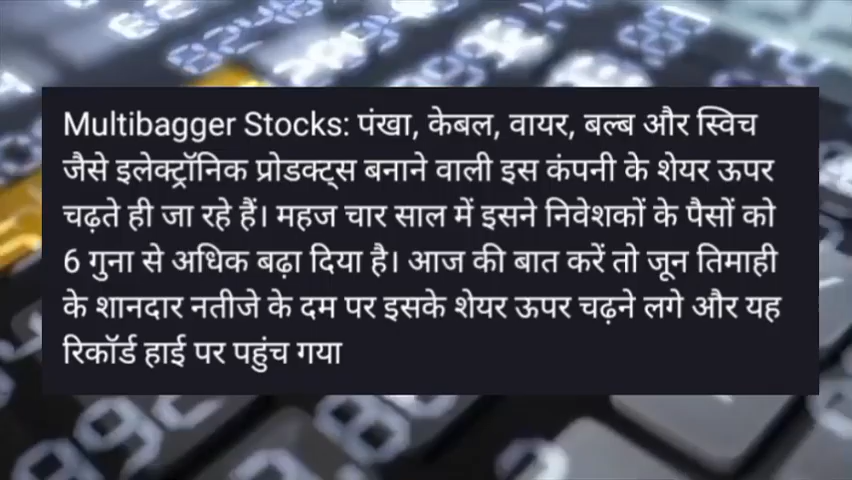 Multibagger Stocks: पंखा, केबल, वायर, बल्ब और स्विच
जैसे इलेक्ट्रॉनिक प्रोडक्ट्स बनाने वाली इस कंपनी के शेयर ऊपर
चढ़ते ही जा रहे हैं। महज चार साल में इसने निवेशकों के पैसों को
6 गुना से अधिक बढ़ा दिया है। आज की बात करें तो जून तिमाही
के शानदार नतीजे के दम पर इसके शेयर ऊपर चढ़ने लगे और यह
रिकॉर्ड हाई पर पहुंच गया